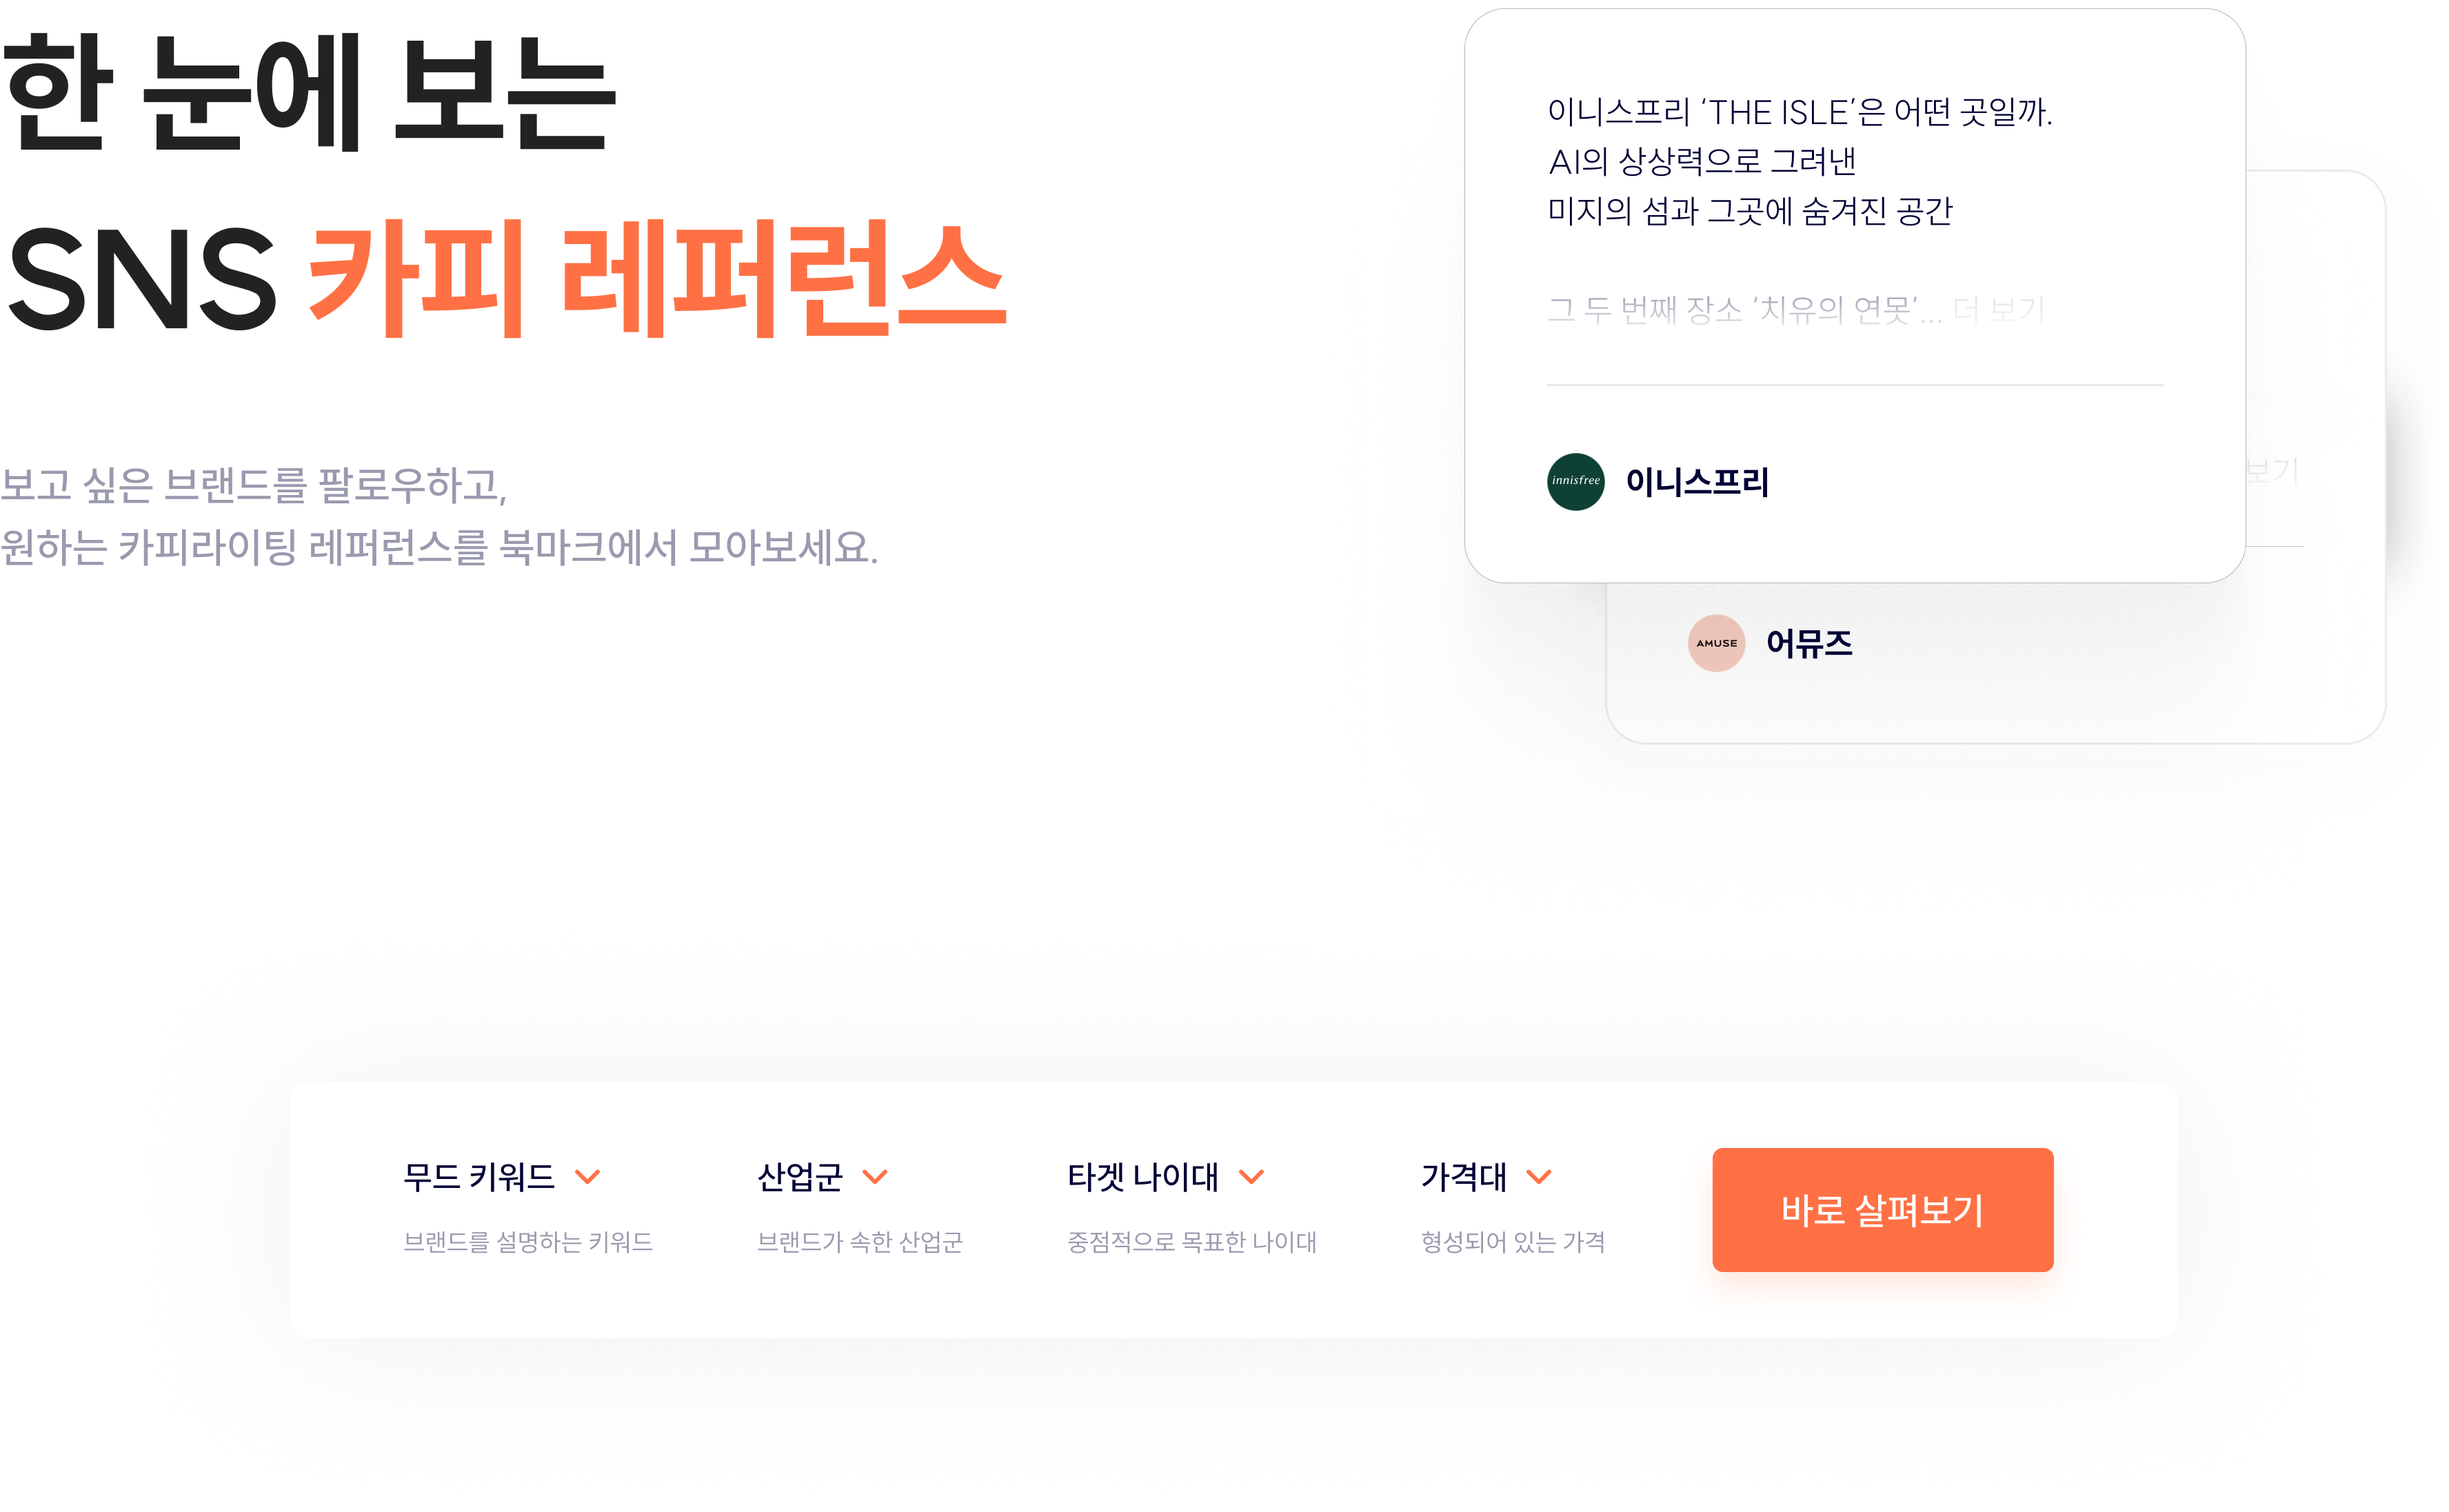 한 눈에 보는
SNS 카피 레퍼런스
보고 싶은 브랜드를 팔로우하고,
원하는 카피라이팅 레퍼런스를 북마크에서 모아보세요.
이니스프리 ‘THE ISLE’은 어떤 곳일까.
AI의 상상력으로 그려낸
미지의 섬과 그곳에 숨겨진 공간
그 두 번째 장소 ‘치유의 연못’... 더 보기
innisfree 이니스프리
보기
AMUSE 어뮤즈
무드 키워드
브랜드를 설명하는 키워드
산업군
브랜드가 속한 산업군
타겟 나이대
중점적으로 목표한 나이대
가격대
형성되어 있는 가격
바로 살펴보기